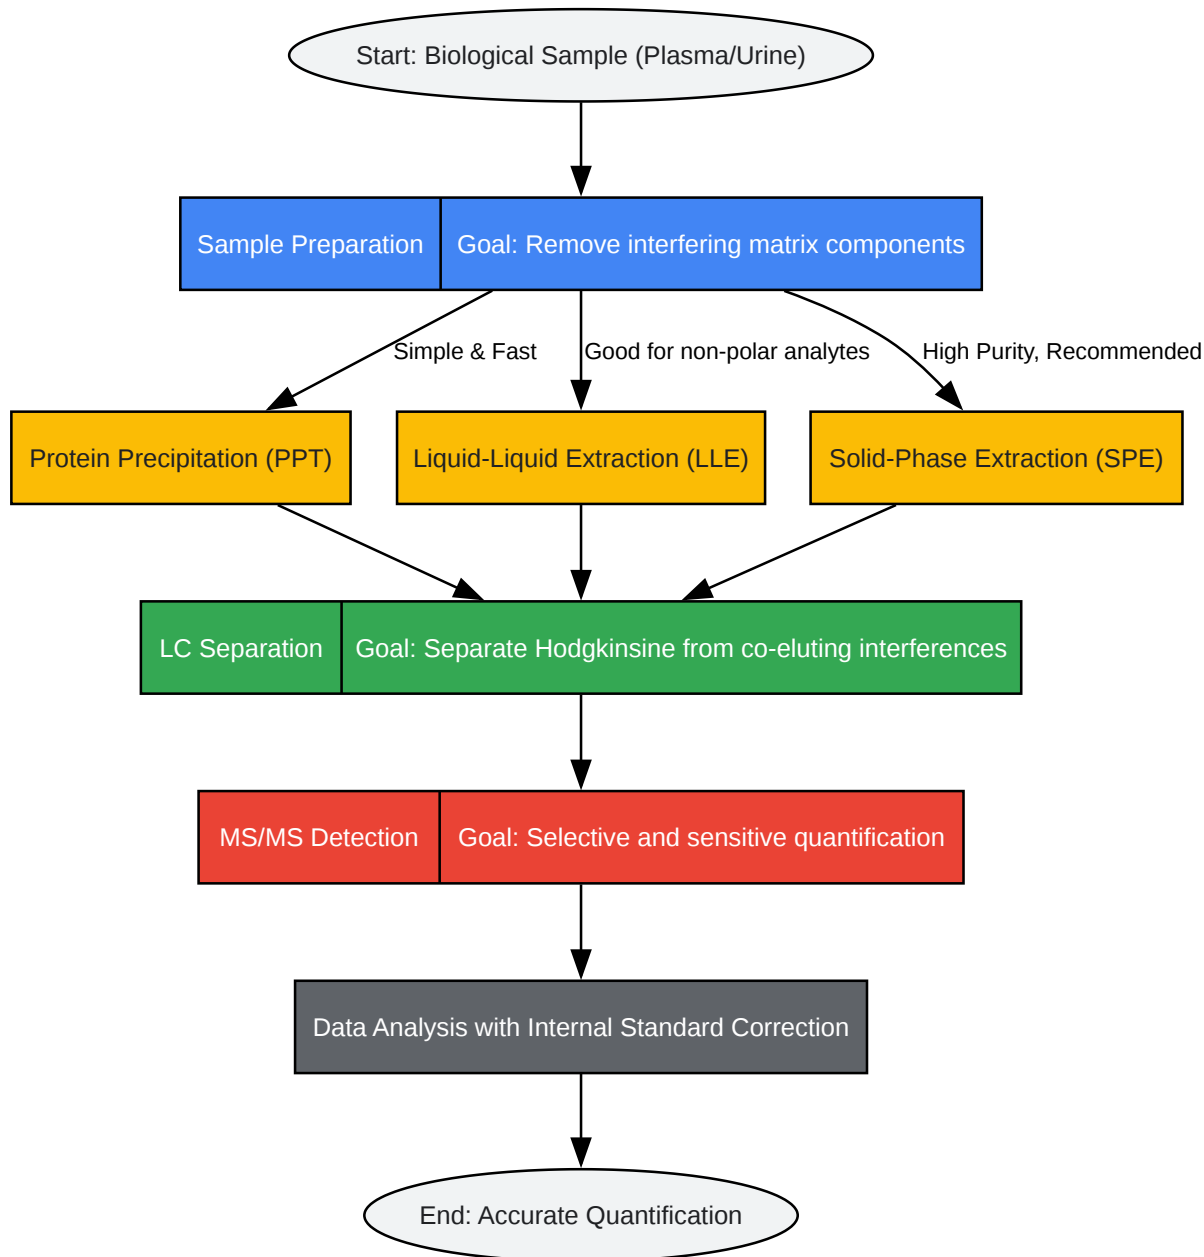 Start: Biological Sample (Plasma/Urine)
Sample Preparation
Goal: Remove interfering matrix components
Simple & Fast
Good for non-polar analytes
High Purity, Recommended
Protein Precipitation (PPT)
Liquid-Liquid Extraction (LLE)
Solid-Phase Extraction (SPE)
LC Separation
Goal: Separate Hodgkinsine from co-eluting interferences
MS/MS Detection
Goal: Selective and sensitive quantification
Data Analysis with Internal Standard Correction
End: Accurate Quantification